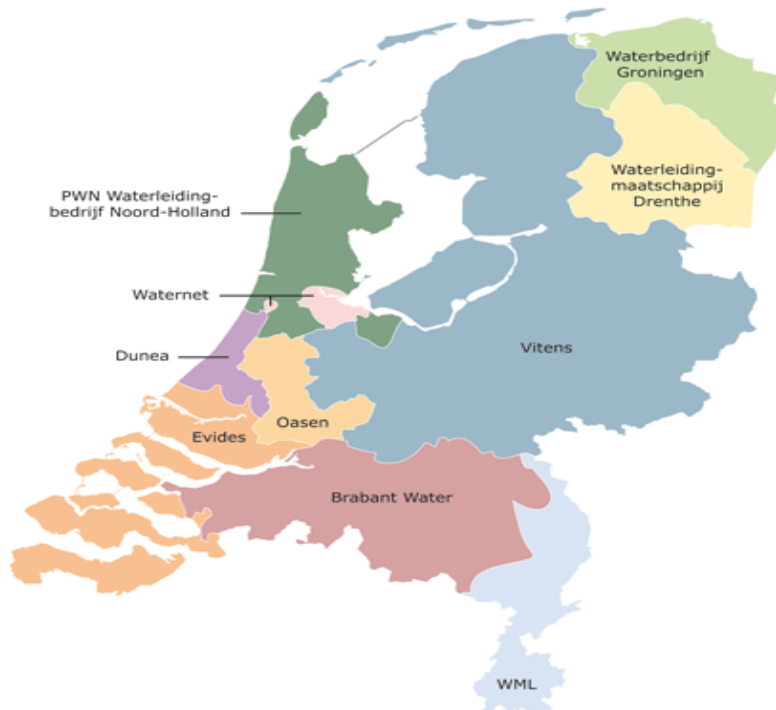 Waterbedrijf
Groningen
Waterleiding-
maatschappij
Drenthe
PWN Waterleiding-
bedrijf Noord-Holland
Waternet
Vitens
Dunea
Oasen
Evides
Brabant Water
WML